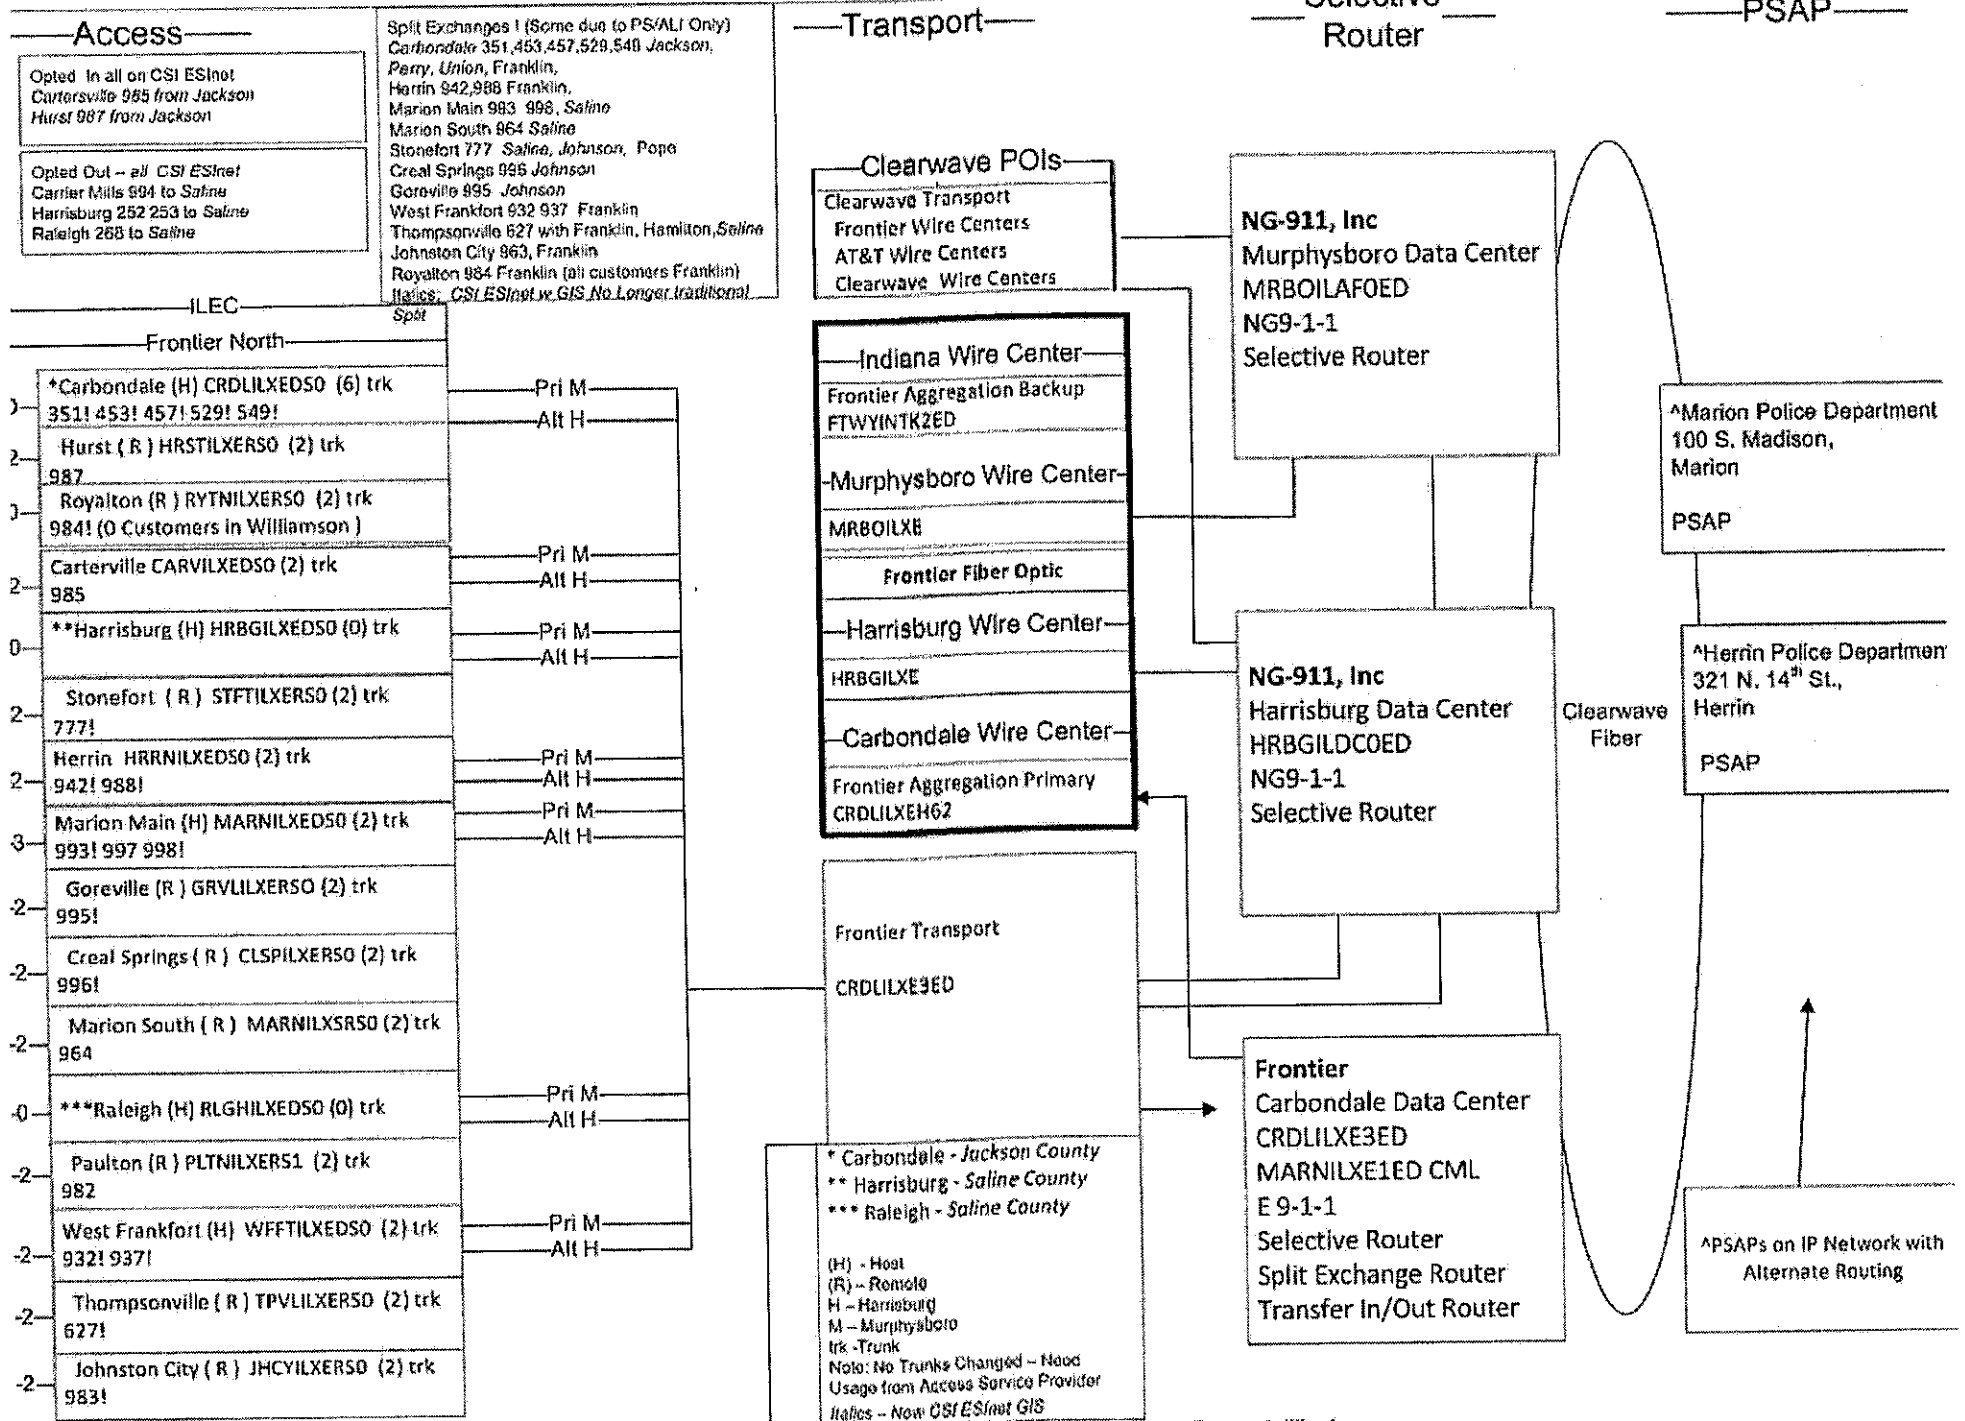 Access
Opted In all on CSI ESInet
Cartersville 985 from Jackson
Hurst 987 from Jackson
Opted Out – all CSI ESInet
Carrier Mills 994 to Saline
Harrisburg 252 253 to Saline
Raleigh 268 to Saline
Split Exchanges ! (Some due to PS/ALI Only)
Carbondale 351,453,457,529,549 Jackson,
Perry, Union, Franklin,
Herrin 942,988 Franklin,
Marion Main 993 998, Saline
Marion South 964 Saline
Stonefort 777 Saline, Johnson, Pope
Creal Springs 996 Johnson
Goreville 995 Johnson
West Frankfort 932 937 Franklin
Thompsonville 627 with Franklin, Hamilton, Saline
Johnston City 983, Franklin
Royalton 984 Franklin (all customers Franklin)
Italics: CSI ESInet w GIS No Longer traditional
Split
ILEC
Frontier North
*Carbondale (H) CRDLILXEDS0 (6) trk
351! 453! 457! 529! 549!
2
Hurst ( R ) HRSTILXERS0 (2) trk
987
Royalton (R ) RYTNILXERS0 (2) trk
984! (0 Customers in Williamson )
2
Carterville CARVILXEDS0 (2) trk
985
0
**Harrisburg (H) HRBGILXEDS0 (0) trk
2
Stonefort ( R ) STFTILXERS0 (2) trk
777!
2
Herrin HRRNILXEDS0 (2) trk
942! 988!
3
Marion Main (H) MARNILXEDS0 (2) trk
993! 997 998!
-2
Goreville (R ) GRVLILXERS0 (2) trk
995!
-2
Creal Springs ( R ) CLSPILXERS0 (2) trk
996!
-2
Marion South ( R ) MARNILXSRS0 (2) trk
964
-0
***Raleigh (H) RLGHILXEDS0 (0) trk
-2
Paulton (R ) PLTNILXERS1 (2) trk
982
-2
West Frankfort (H) WFFTILXEDS0 (2) trk
932! 937!
-2
Thompsonville ( R ) TPVLILXERS0 (2) trk
627!
-2
Johnston City ( R ) JHCYILXERS0 (2) trk
983!
Pri M
Alt H
Pri M
Alt H
Pri M
Alt H
Pri M
Alt H
Pri M
Alt H
Pri M
Alt H
Pri M
Alt H
Transport
Clearwave POIs
Clearwave Transport
Frontier Wire Centers
AT&T Wire Centers
Clearwave Wire Centers
Indiana Wire Center
Frontier Aggregation Backup
FTWYINTK2ED
Murphysboro Wire Center
MRBOILXE
Frontier Fiber Optic
Harrisburg Wire Center
HRBGILXE
Carbondale Wire Center
Frontier Aggregation Primary
CRDLILXEH62
Frontier Transport
CRDLILXE3ED
* Carbondale - Jackson County
** Harrisburg - Saline County
*** Raleigh - Saline County
(H) - Host
(R) – Remote
H – Harrisburg
M – Murphysboro
trk -Trunk
Note: No Trunks Changed – Need
Usage from Access Service Provider
Italics – Now CSI ESInet GIS
Selective
Router
NG-911, Inc
Murphysboro Data Center
MRBOILAF0ED
NG9-1-1
Selective Router
NG-911, Inc
Harrisburg Data Center
HRBGILDC0ED
NG9-1-1
Selective Router
Frontier
Carbondale Data Center
CRDLILXE3ED
MARNILXE1ED CML
E 9-1-1
Selective Router
Split Exchange Router
Transfer In/Out Router
Clearwave
Fiber
PSAP
^Marion Police Department
100 S. Madison,
Marion
PSAP
^Herrin Police Departmen
321 N. 14th St.,
Herrin
PSAP
^PSAPs on IP Network with
Alternate Routing